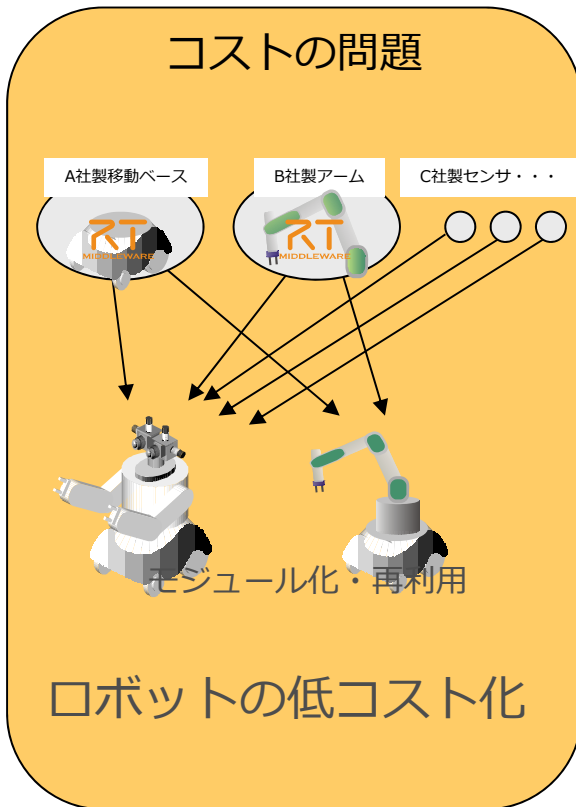 コストの問題
A社製移動ベース
B社製アーム
C社製センサ・・・
RT
MIDDLEWARE
RT
MIDDLEWARE
モジュール化・再利用
ロボットの低コスト化